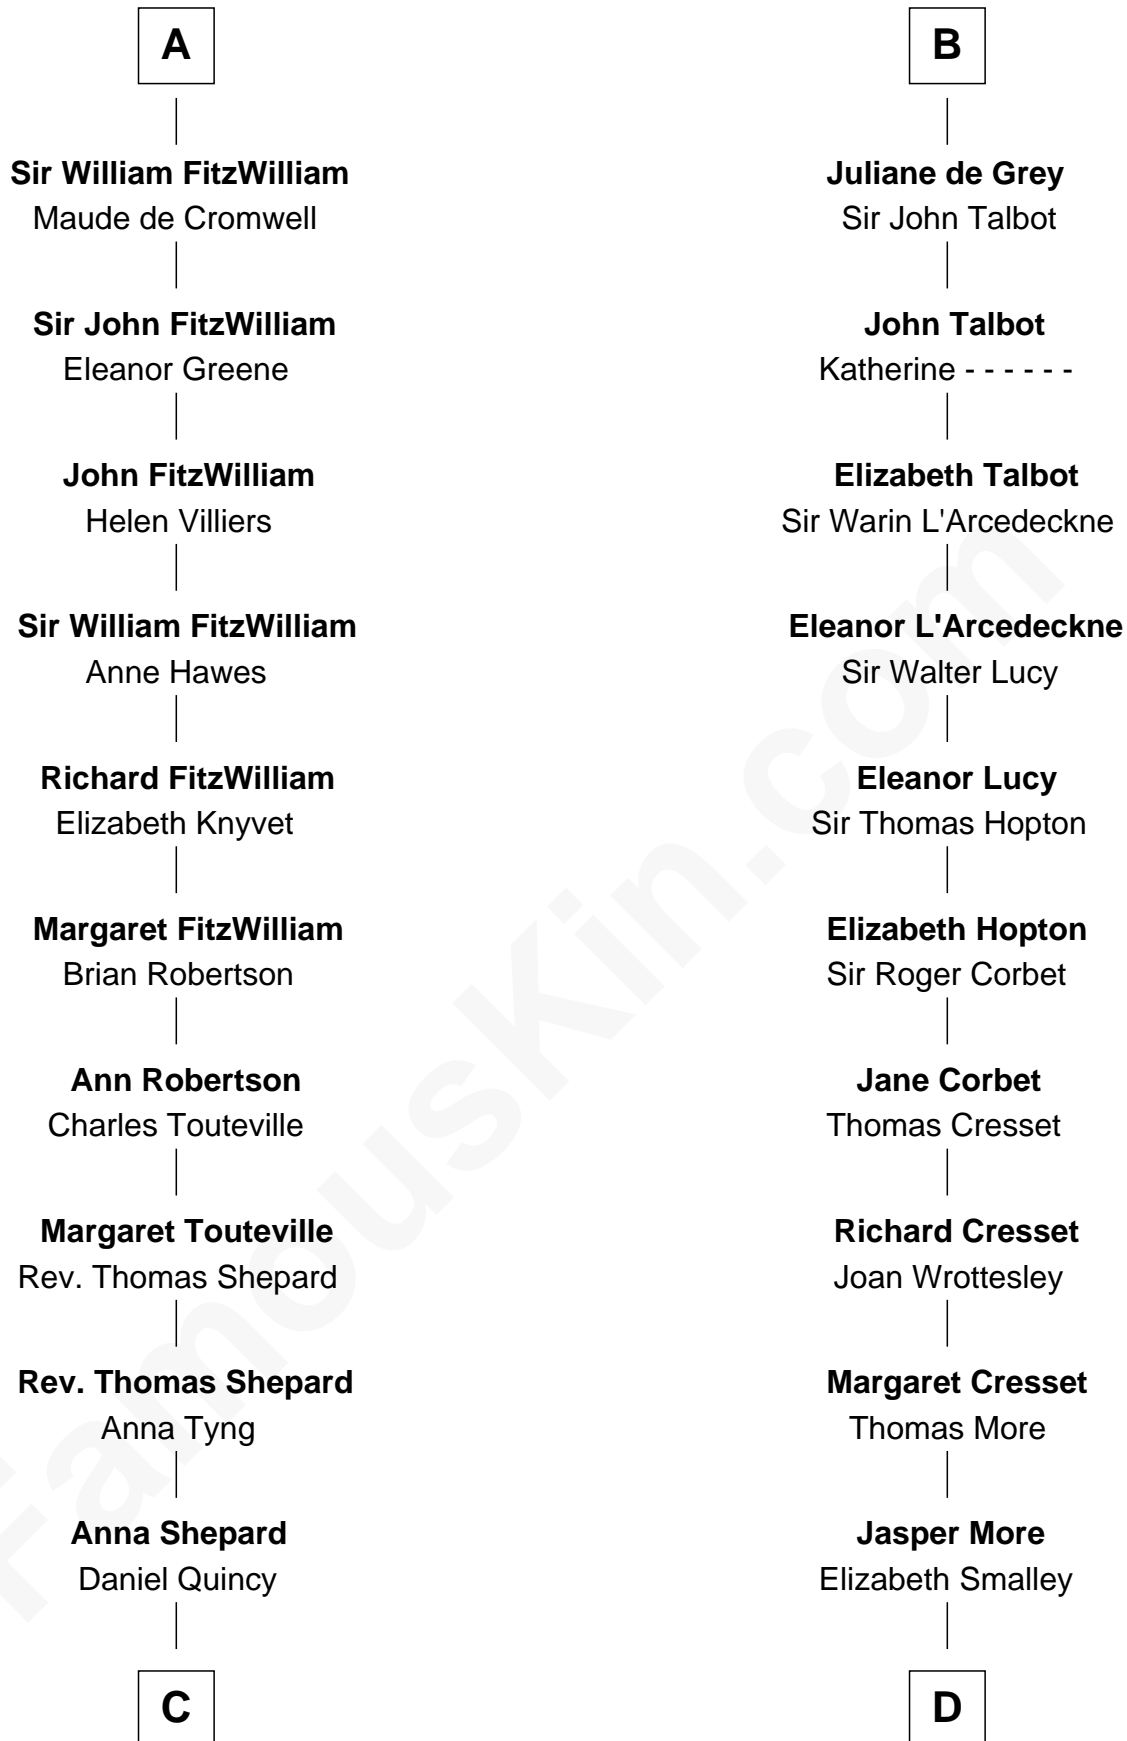 A
Sir William FitzWilliam
Maude de Cromwell
Sir John FitzWilliam
Eleanor Greene
John FitzWilliam
Helen Villiers
Sir William FitzWilliam
Anne Hawes
Richard FitzWilliam
Elizabeth Knyvet
Margaret FitzWilliam
Brian Robertson
Ann Robertson
Charles Touteville
Margaret Touteville
Rev. Thomas Shepard
Rev. Thomas Shepard
Anna Tyng
Anna Shepard
Daniel Quincy
C
B
Juliane de Grey
Sir John Talbot
John Talbot
Katherine - - - - - -
Elizabeth Talbot
Sir Warin L'Arcedeckne
Eleanor L'Arcedeckne
Sir Walter Lucy
Eleanor Lucy
Sir Thomas Hopton
Elizabeth Hopton
Sir Roger Corbet
Jane Corbet
Thomas Cresset
Richard Cresset
Joan Wrottesley
Margaret Cresset
Thomas More
Jasper More
Elizabeth Smalley
D
FamousKin.com